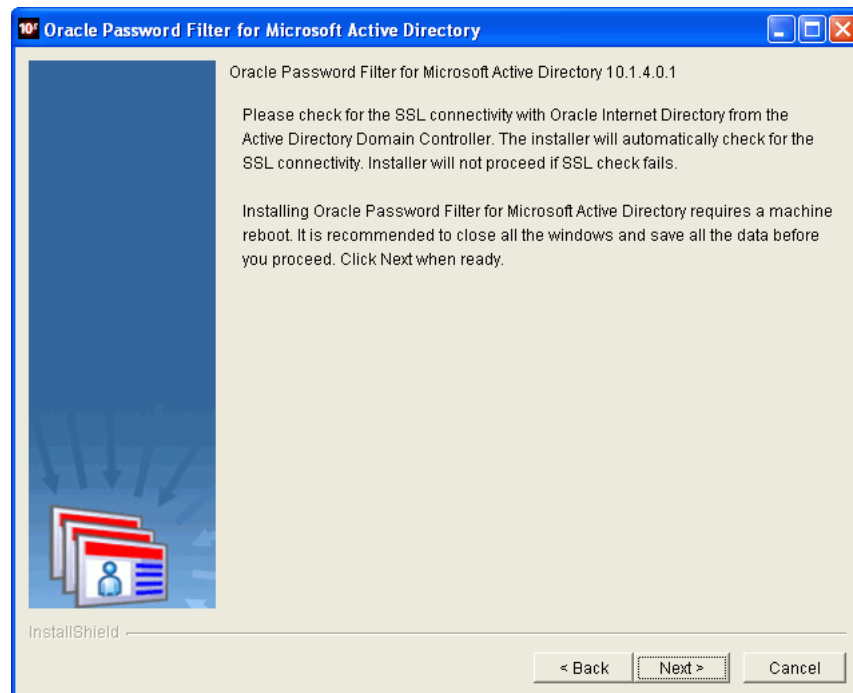 10g Oracle Password Filter for Microsoft Active Directory
Oracle Password Filter for Microsoft Active Directory 10.1.4.0.1
Please check for the SSL connectivity with Oracle Internet Directory from the
Active Directory Domain Controller. The installer will automatically check for the
SSL connectivity. Installer will not proceed if SSL check fails.
Installing Oracle Password Filter for Microsoft Active Directory requires a machine
reboot. It is recommended to close all the windows and save all the data before
you proceed. Click Next when ready.
InstallShield
< Back
Next >
Cancel